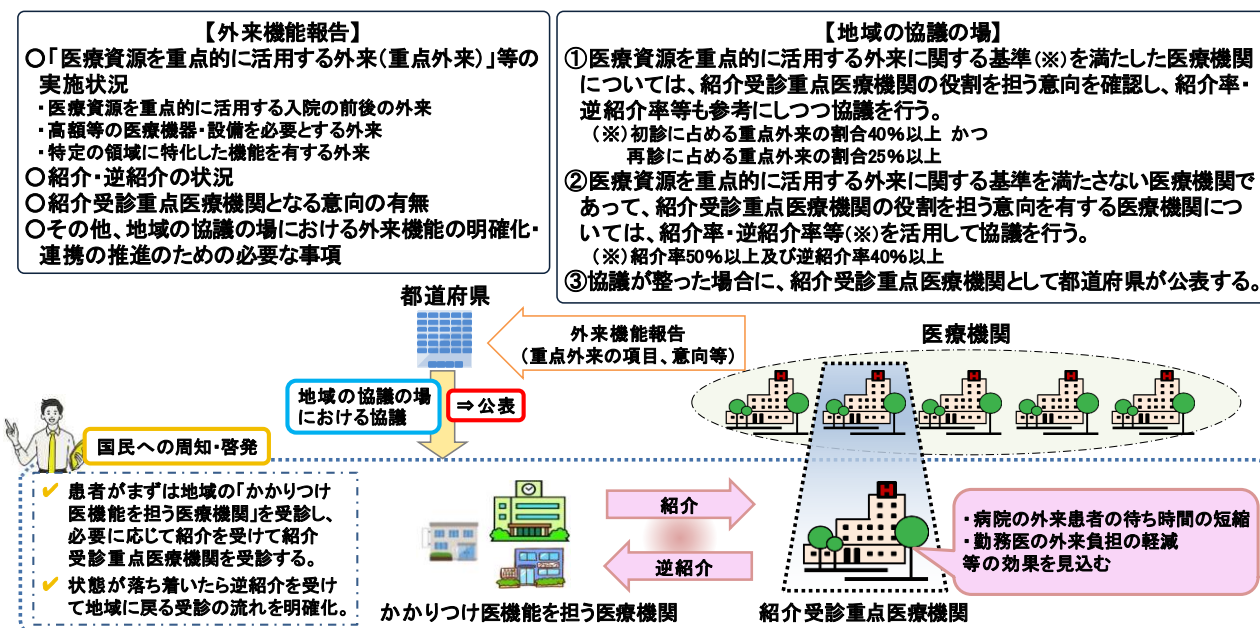 【外来機能報告】
○「医療資源を重点的に活用する外来(重点外来)」等の
実施状況
・医療資源を重点的に活用する入院の前後の外来
・高額等の医療機器・設備を必要とする外来
・特定の領域に特化した機能を有する外来
○紹介・逆紹介の状況
○紹介受診重点医療機関となる意向の有無
○その他、地域の協議の場における外来機能の明確化・
連携の推進のための必要な事項
【地域の協議の場】
①医療資源を重点的に活用する外来に関する基準(※)を満たした医療機関
については、紹介受診重点医療機関の役割を担う意向を確認し、紹介率・
逆紹介率等も参考にしつつ協議を行う。
(※)初診に占める重点外来の割合40%以上 かつ
再診に占める重点外来の割合25%以上
②医療資源を重点的に活用する外来に関する基準を満たさない医療機関で
あって、紹介受診重点医療機関の役割を担う意向を有する医療機関につ
いては、紹介率・逆紹介率等(※)を活用して協議を行う。
(※)紹介率50%以上及び逆紹介率40%以上
③協議が整った場合に、紹介受診重点医療機関として都道府県が公表する。
都道府県
外来機能報告
(重点外来の項目、意向等)
医療機関
H
H
H
H
H
地域の協議の場
における協議
⇒公表
国民への周知・啓発
✓ 患者がまずは地域の「かかりつけ
医機能を担う医療機関」を受診し、
必要に応じて紹介を受けて紹介
受診重点医療機関を受診する。
✓ 状態が落ち着いたら逆紹介を受け
て地域に戻る受診の流れを明確化。
紹介
逆紹介
H
・病院の外来患者の待ち時間の短縮
・勤務医の外来負担の軽減
等の効果を見込む
かかりつけ医機能を担う医療機関
紹介受診重点医療機関